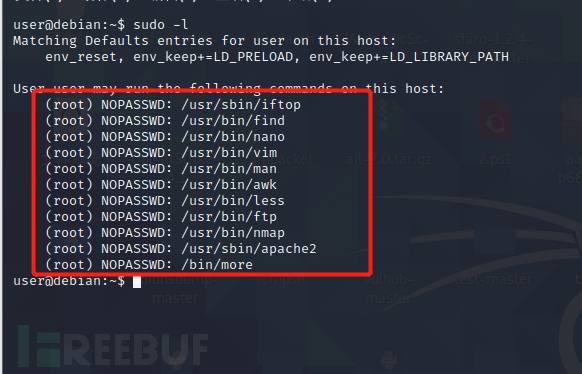 user@debian:~$ sudo -l
Matching Defaults entries for user on this host:
    env_reset, env_keep+=LD_PRELOAD, env_keep+=LD_LIBRARY_PATH
User user may run the following commands on this host:
    (root) NOPASSWD: /usr/sbin/iftop
    (root) NOPASSWD: /usr/bin/find
    (root) NOPASSWD: /usr/bin/nano
    (root) NOPASSWD: /usr/bin/vim
    (root) NOPASSWD: /usr/bin/man
    (root) NOPASSWD: /usr/bin/awk
    (root) NOPASSWD: /usr/bin/less
    (root) NOPASSWD: /usr/bin/ftp
    (root) NOPASSWD: /usr/bin/nmap
    (root) NOPASSWD: /usr/sbin/apache2
    (root) NOPASSWD: /bin/more
user@debian:~$
REEBUF